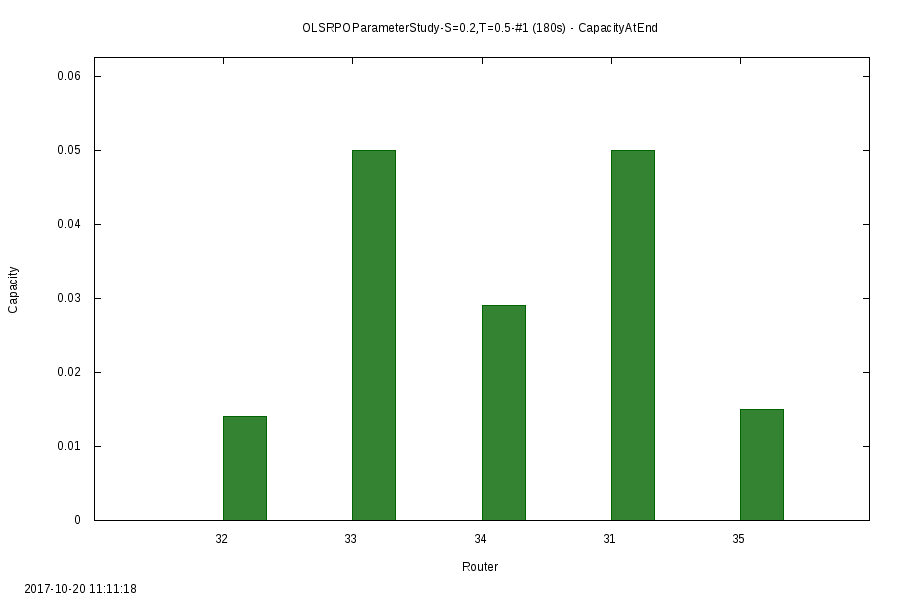 OLSRPOParameterStudy-S=0.2,T=0.5-#1 (180s) - CapacityAtEnd
0.06
0.05
0.04
0.03
0.02
0.01
0
Capacity
32 33 34 31 35
Router
2017-10-20 11:11:18